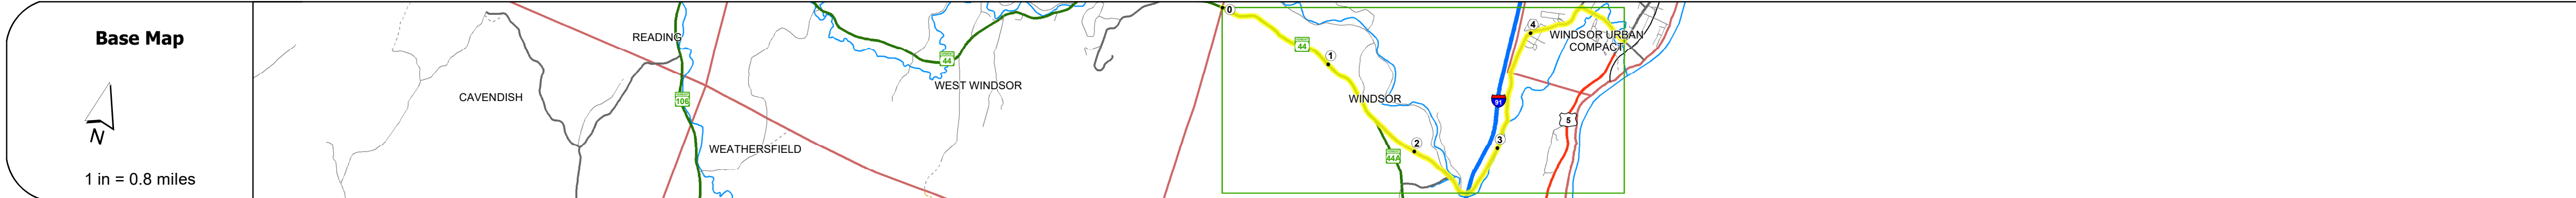 Base Map
N
1 in = 0.8 miles
READING
CAVENDISH
106
WEATHERSFIELD
44
WEST WINDSOR
0
44
1
WINDSOR
2
44A
91
3
4
WINDSOR URBAN
COMPACT
5